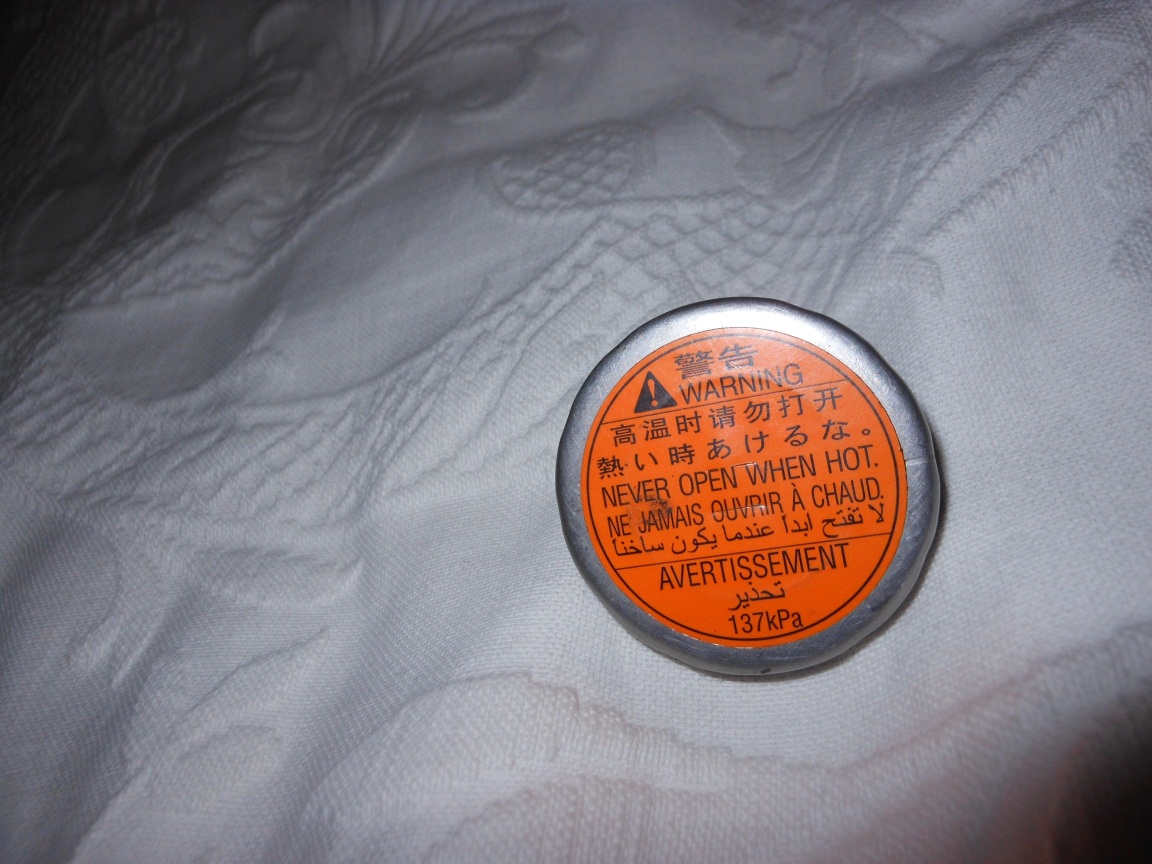 警告
WARNING
高温时请勿打开
熱い時あけるな。
NEVER OPEN WHEN HOT.
NE JAMAIS OUVRIR À CHAUD.
لا تفتح ابداً عندما يكون ساخناً
AVERTISSEMENT
تحذير
137kPa